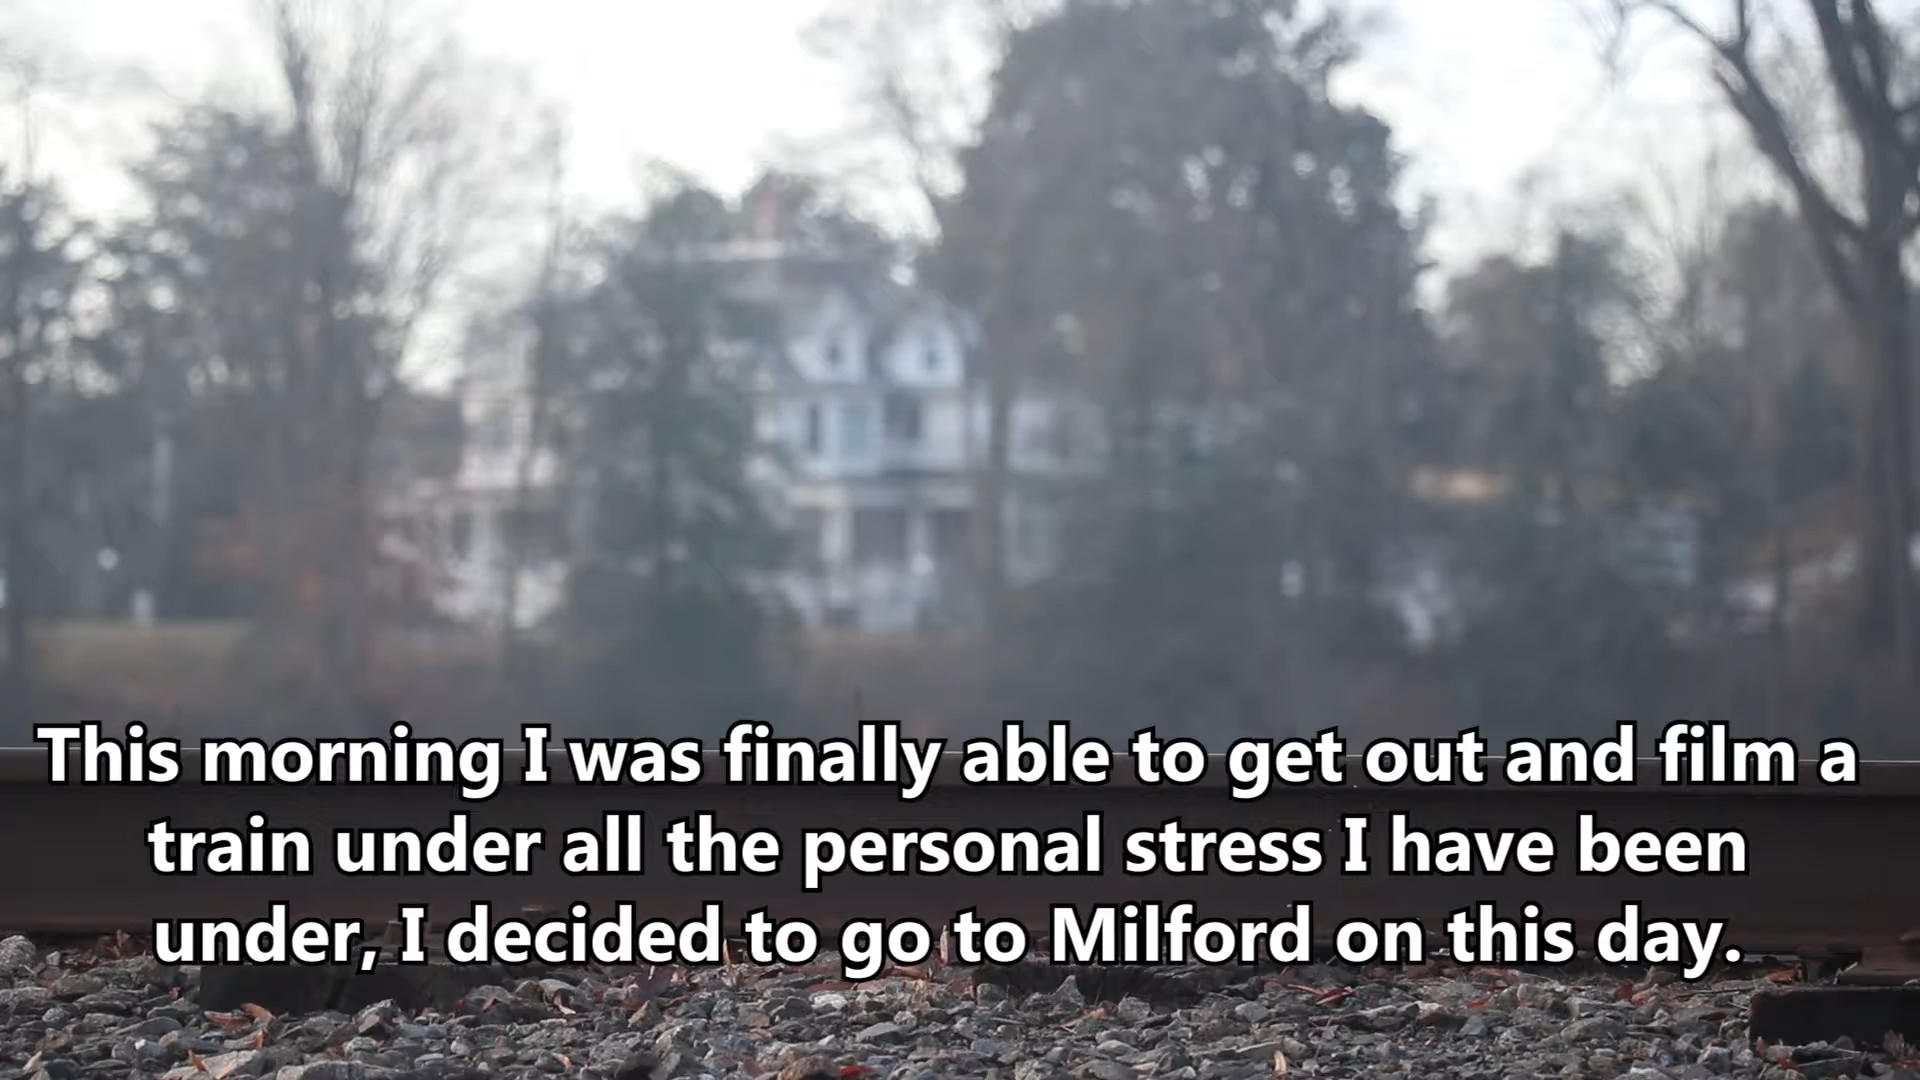 This morning I was finally able to get out and film a
train under all the personal stress I have been
under, I decided to go to Milford on this day.